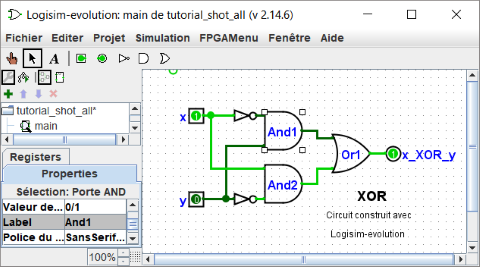 Logisim-evolution: main de tutorial_shot_all (v 2.14.6)
Fichier Editer Projet Simulation FPGAMenu Fenêtre Aide
A
tutorial_shot_all*
main
Registers
Properties
Sélection: Porte AND
Valeur de... 0/1
Label And1
Police du ... SansSerif...
100%
x 1
And1
Or1
1 x_XOR_y
And2
y 0
XOR
Circuit construit avec
Logisim-evolution